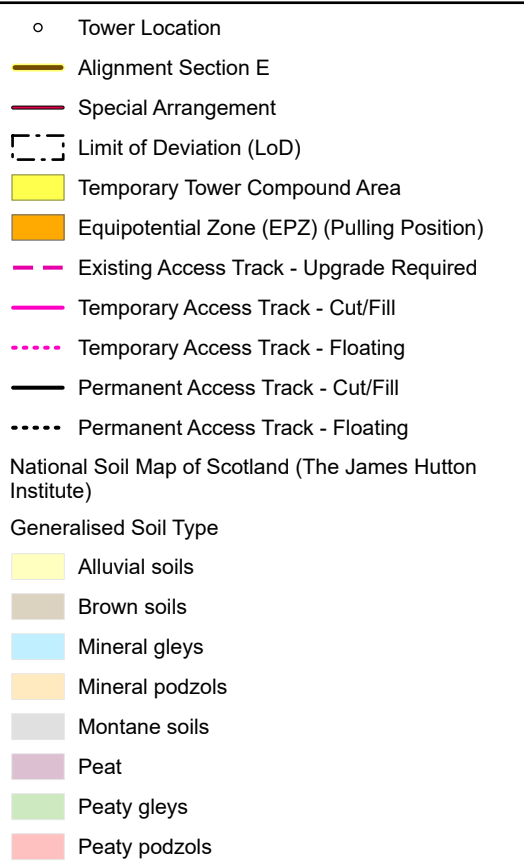 Tower Location
Alignment Section E
Special Arrangement
Limit of Deviation (LoD)
Temporary Tower Compound Area
Equipotential Zone (EPZ) (Pulling Position)
Existing Access Track - Upgrade Required
Temporary Access Track - Cut/Fill
Temporary Access Track - Floating
Permanent Access Track - Cut/Fill
Permanent Access Track - Floating
National Soil Map of Scotland (The James Hutton
Institute)
Generalised Soil Type
Alluvial soils
Brown soils
Mineral gleys
Mineral podzols
Montane soils
Peat
Peaty gleys
Peaty podzols